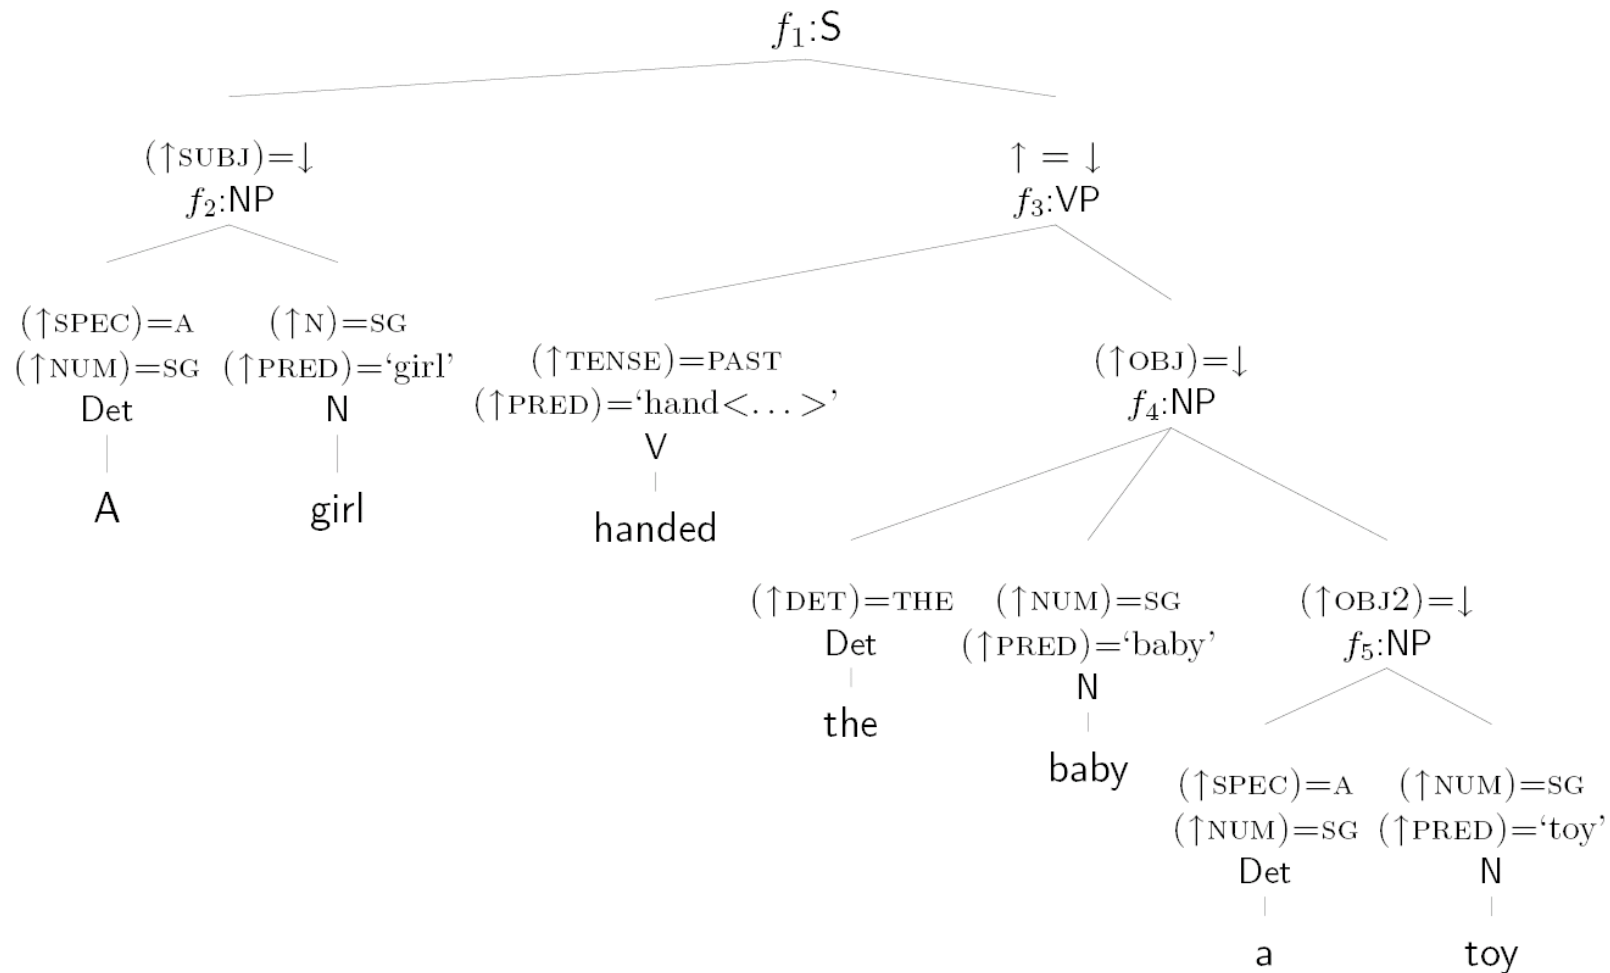 f₁:S
(↑SUBJ)=↓ ↑ = ↓
f₂:NP f₃:VP
(↑SPEC)=A (↑N)=SG
(↑NUM)=SG (↑PRED)=‘girl’
Det N
A girl
(↑TENSE)=PAST (↑OBJ)=↓
(↑PRED)=‘hand<...>’ f₄:NP
V
handed
(↑DET)=THE (↑NUM)=SG (↑OBJ2)=↓
Det (↑PRED)=‘baby’ f₅:NP
N
the
baby
(↑SPEC)=A (↑NUM)=SG
(↑NUM)=SG (↑PRED)=‘toy’
Det N
a toy